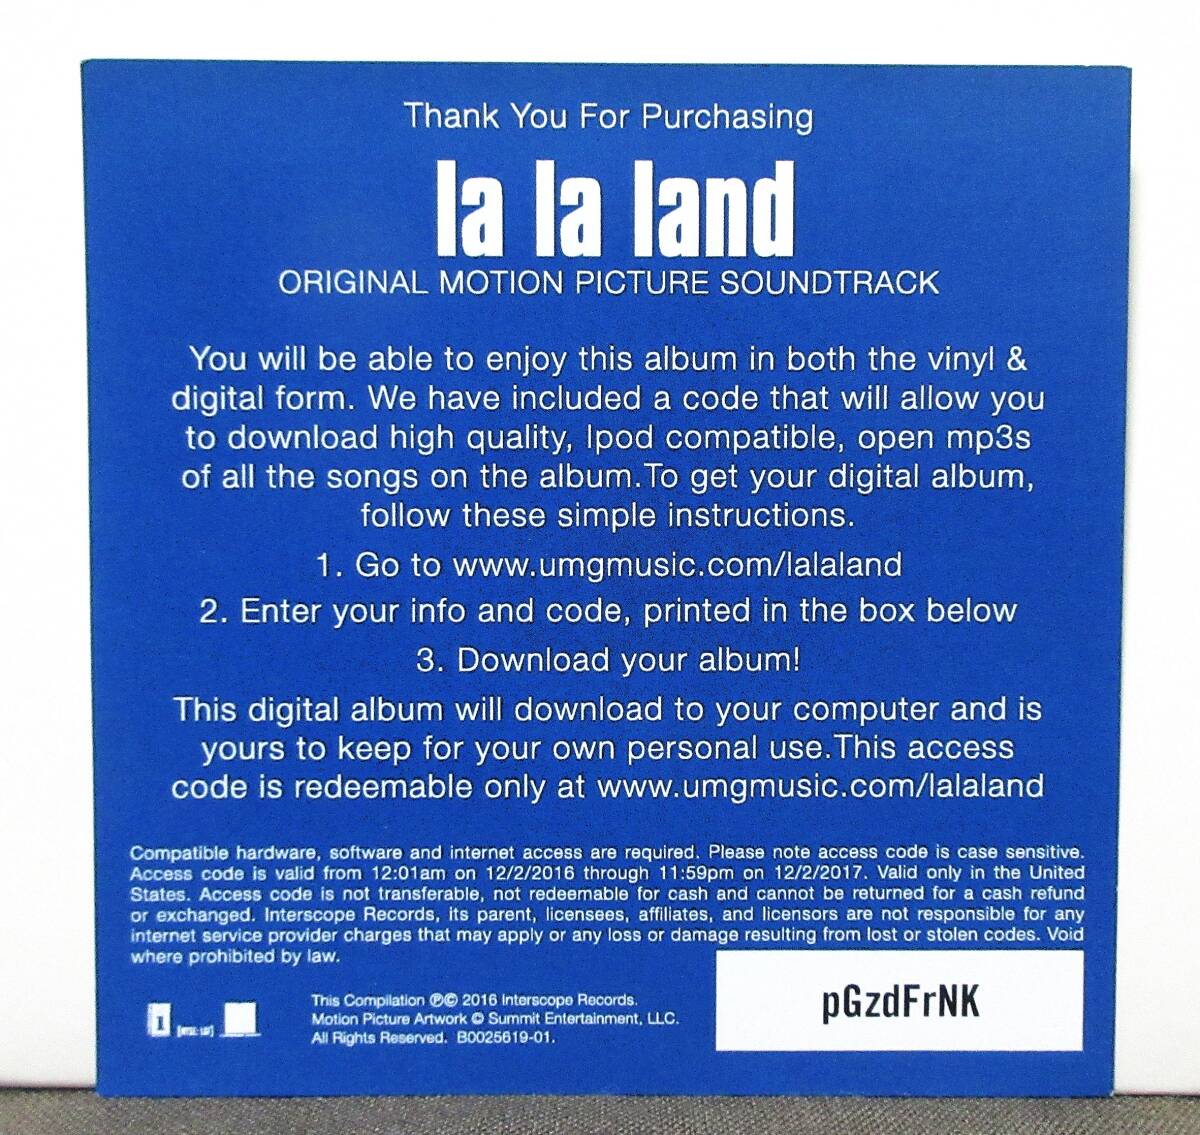 Thank You For Purchasing
la la land
ORIGINAL MOTION PICTURE SOUNDTRACK
You will be able to enjoy this album in both the vinyl &
digital form. We have included a code that will allow you
to download high quality, Ipod compatible, open mp3s
of all the songs on the album.To get your digital album,
follow these simple instructions.
1. Go to www.umgmusic.com/lalaland
2. Enter your info and code, printed in the box below
3. Download your album!
This digital album will download to your computer and is
yours to keep for your own personal use.This access
code is redeemable only at www.umgmusic.com/lalaland
Compatible hardware, software and internet access are required. Please note access code is case sensitive.
Access code is valid from 12:01am on 12/2/2016 through 11:59pm on 12/2/2017. Valid only in the United
States. Access code is not transferable, not redeemable for cash and cannot be returned for a cash refund
or exchanged. Interscope Records, its parent, licensees, affiliates, and licensors are not responsible for any
internet service provider charges that may apply or any loss or damage resulting from lost or stolen codes. Void
where prohibited by law.
This Compilation ℗© 2016 Interscope Records.
Motion Picture Artwork © Summit Entertainment, LLC.
All Rights Reserved. B0025619-01.
pGzdFrNK